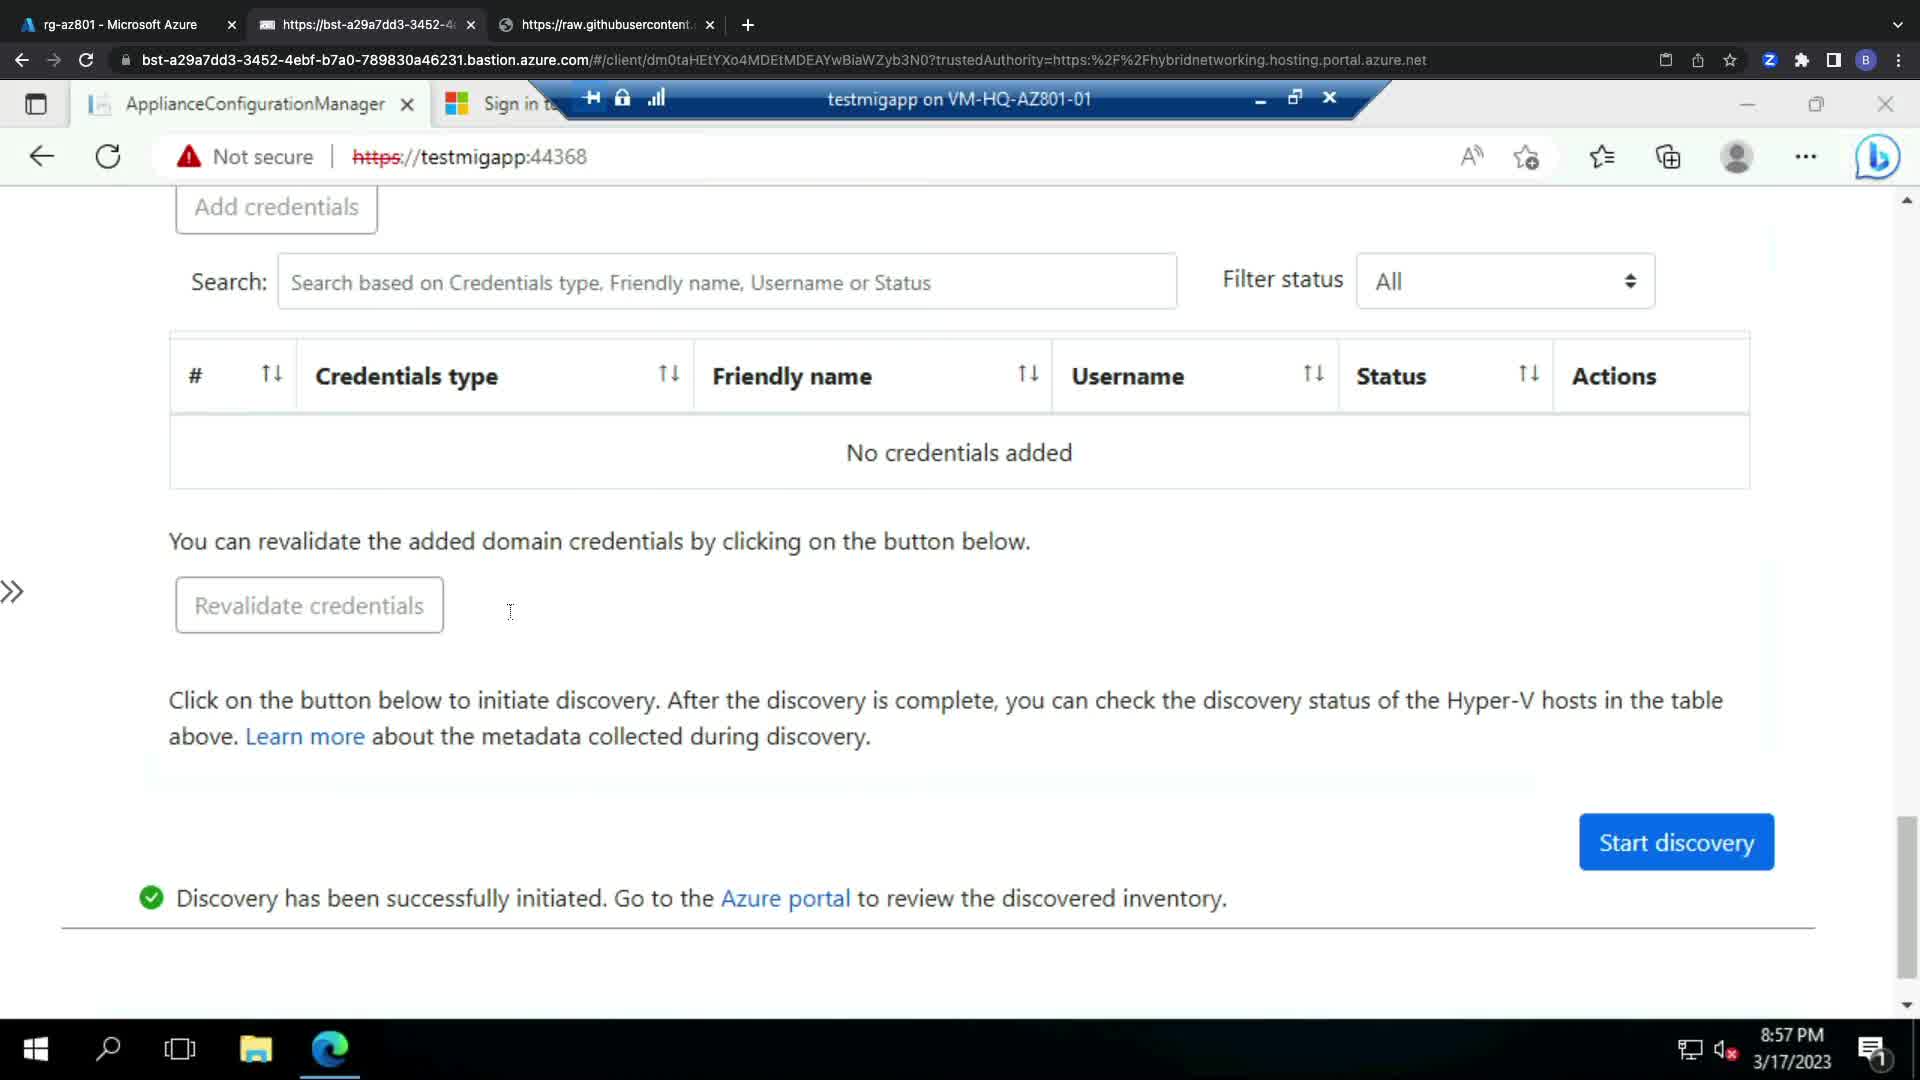 rg-az801 - Microsoft Azure
https://bst-a29a7dd3-3452-4
https://raw.githubusercontent.
bst-a29a7dd3-3452-4ebf-b7a0-789830a46231.bastion.azure.com/#/client/dm0taHEtYXo4MDEtMDEAYwBiaWZyb3N0?trustedAuthority=https:%2F%2Fhybridnetworking.hosting.portal.azure.net
Z
B
ApplianceConfigurationManager
Sign in to
testmigapp on VM-HQ-AZ801-01
Not secure
https://testmigapp:44368
Add credentials
Search:
Search based on Credentials type, Friendly name, Username or Status
Filter status
All
#
Credentials type
Friendly name
Username
Status
Actions
No credentials added
You can revalidate the added domain credentials by clicking on the button below.
Revalidate credentials
Click on the button below to initiate discovery. After the discovery is complete, you can check the discovery status of the Hyper-V hosts in the table
above. Learn more about the metadata collected during discovery.
Start discovery
Discovery has been successfully initiated. Go to the Azure portal to review the discovered inventory.
8:57 PM
3/17/2023
1